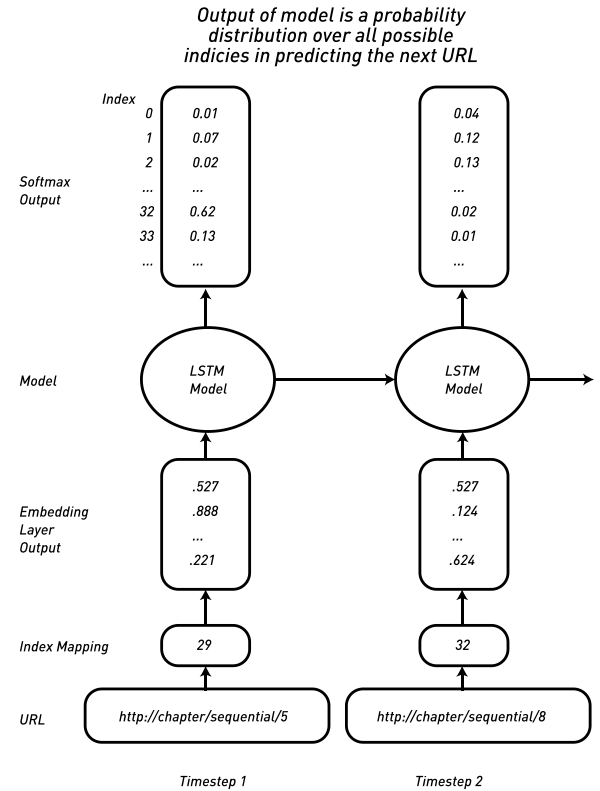 Output of model is a probability
distribution over all possible
indicies in predicting the next URL
Index
0 0.01 0.04
1 0.07 0.12
2 0.02 0.13
Softmax
Output
... ... ...
32 0.62 0.02
33 0.13 0.01
... ... ...
Model
LSTM
Model
LSTM
Model
Embedding
Layer
Output
.527
.888
...
.221
.527
.124
...
.624
Index Mapping 29 32
URL http://chapter/sequential/5 http://chapter/sequential/8
Timestep 1 Timestep 2